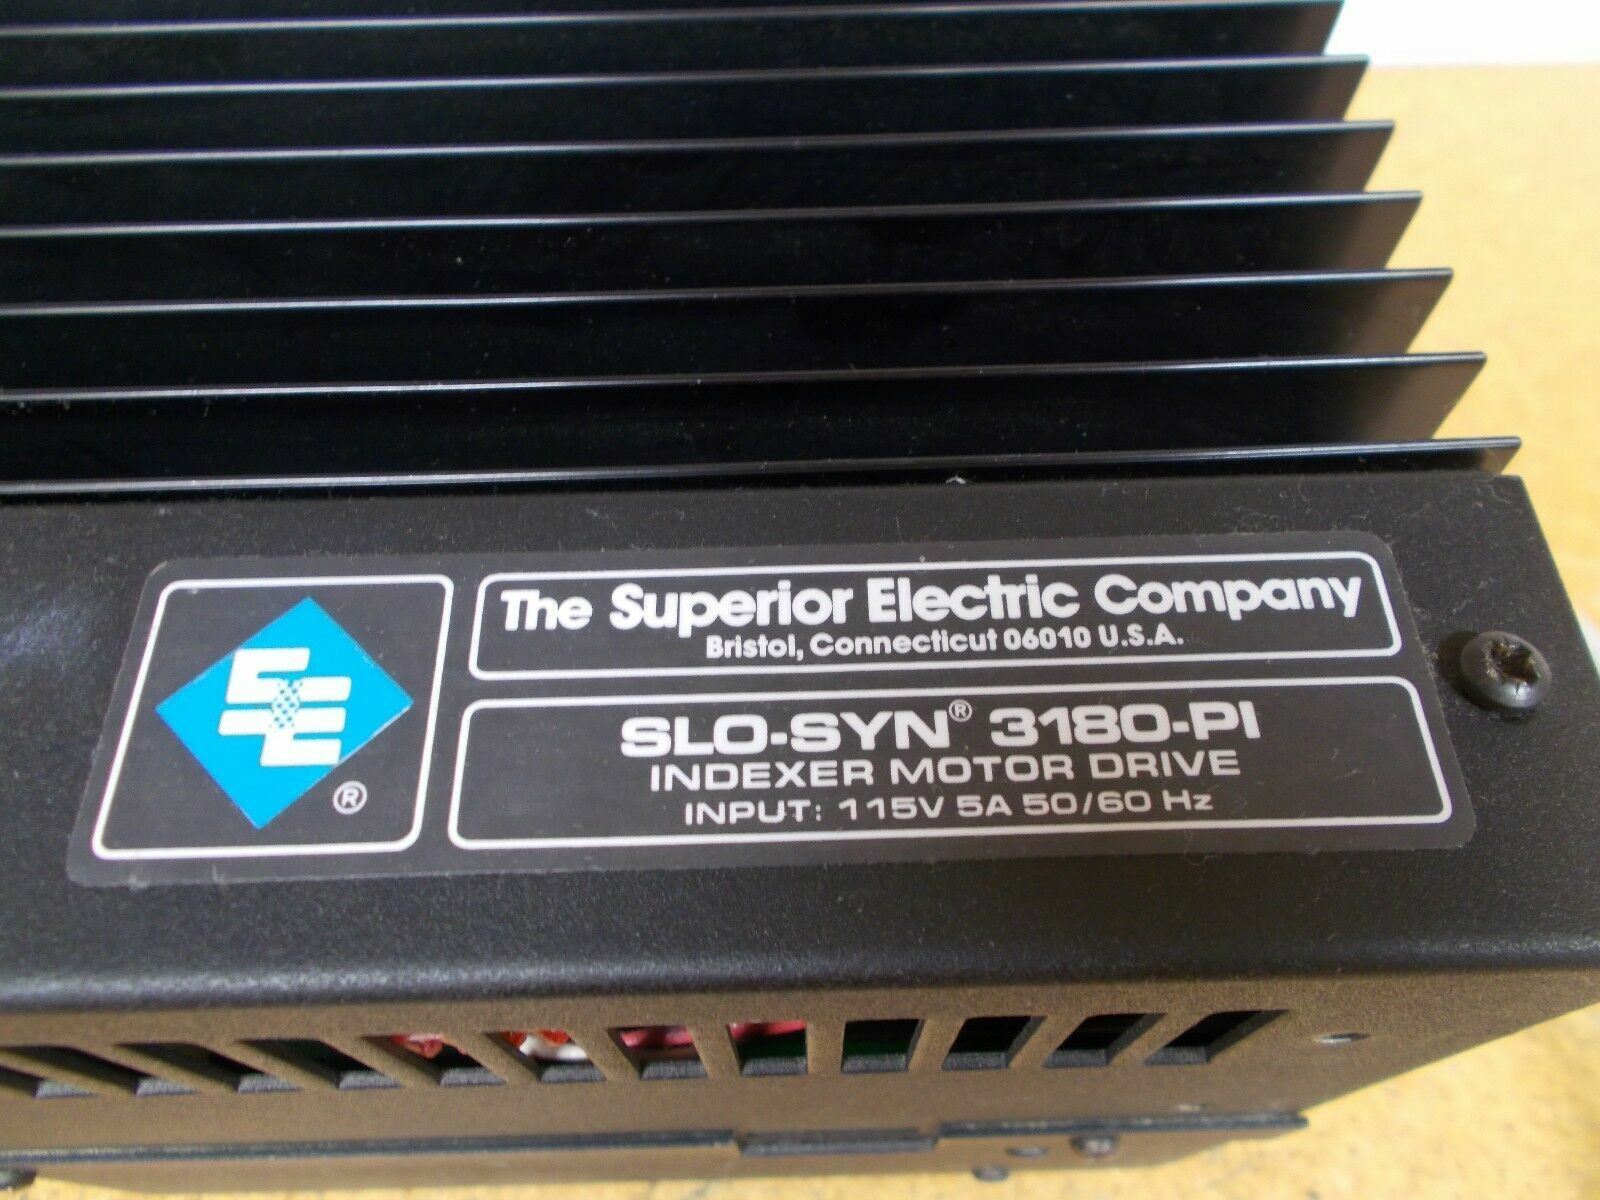 SE
®
The Superior Electric Company
Bristol, Connecticut 06010 U.S.A.
SLO-SYN® 3180-PI
INDEXER MOTOR DRIVE
INPUT: 115V 5A 50/60 Hz